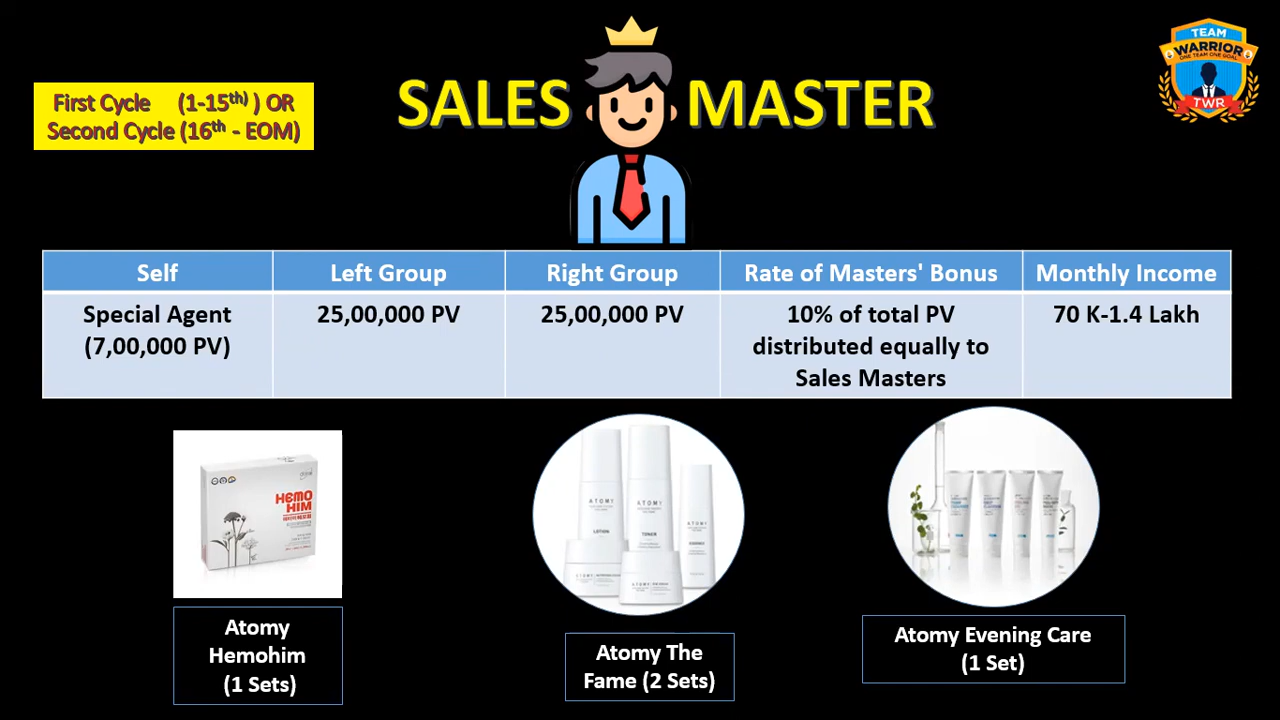 SALES MASTER
TEAM
WARRIOR
ONE TEAM ONE GOAL
TWR
First Cycle (1-15th) ) OR
Second Cycle (16th - EOM)
Self
Left Group
Right Group
Rate of Masters' Bonus
Monthly Income
Special Agent
(7,00,000 PV)
25,00,000 PV
25,00,000 PV
10% of total PV
distributed equally to
Sales Masters
70 K-1.4 Lakh
HEMO
HIM
ATOMY
LOTION
ATOMY
TONER
ATOMY
Atomy
Hemohim
(1 Sets)
Atomy The
Fame (2 Sets)
Atomy Evening Care
(1 Set)